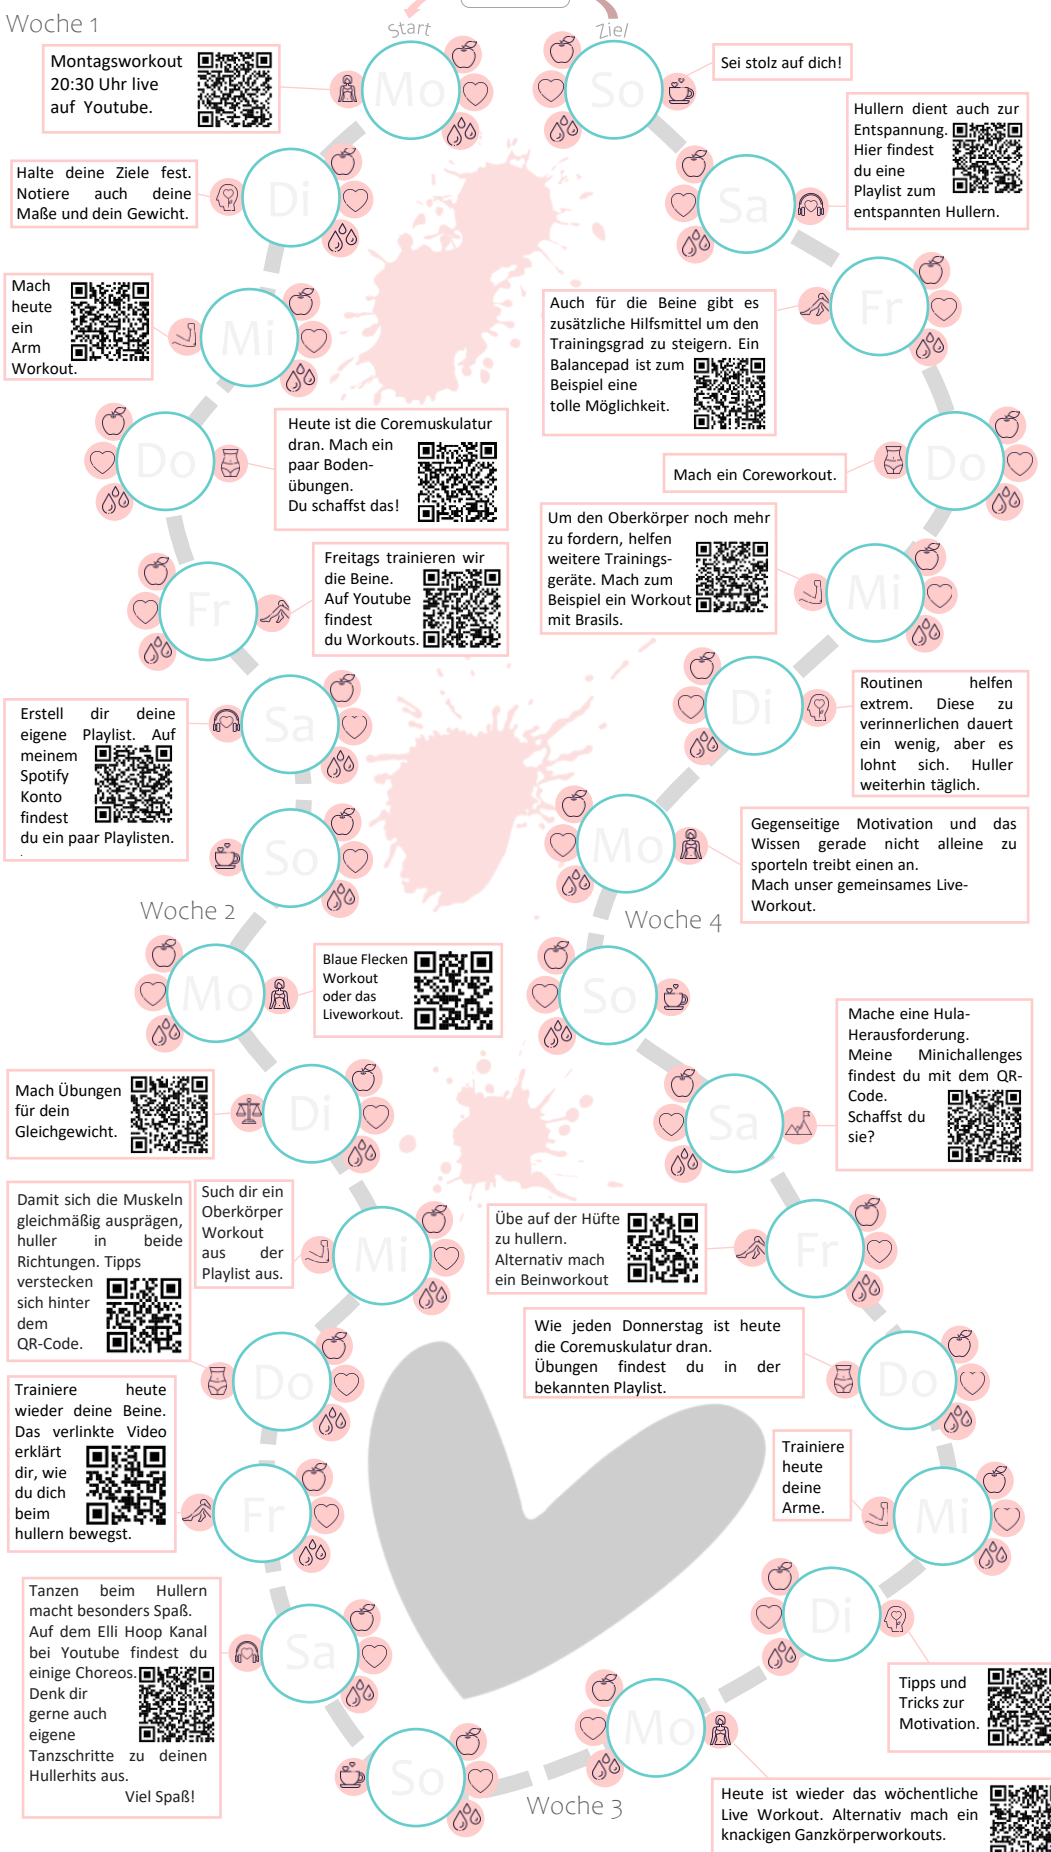 Woche 1
Start
Ziel
Mo
Montagsworkout
20:30 Uhr live
auf Youtube.
Di
Halte deine Ziele fest.
Notiere auch deine
Maße und dein Gewicht.
Mi
Mach
heute
ein
Arm
Workout.
Do
Heute ist die Coremuskulatur
dran. Mach ein
paar Boden-
übungen.
Du schaffst das!
Fr
Freitags trainieren wir
die Beine.
Auf Youtube
findest
du Workouts.
Sa
Erstell dir deine
eigene Playlist. Auf
meinem
Spotify
Konto
findest
du ein paar Playlisten.
So
Woche 2
Mo
Blaue Flecken
Workout
oder das
Liveworkout.
Di
Mach Übungen
für dein
Gleichgewicht.
Mi
Such dir ein
Oberkörper
Workout
aus der
Playlist aus.
Do
Damit sich die Muskeln
gleichmäßig ausprägen,
huller in beide
Richtungen. Tipps
verstecken
sich hinter
dem
QR-Code.
Fr
Trainiere heute
wieder deine Beine.
Das verlinkte Video
erklärt
dir, wie
du dich
beim
hullern bewegst.
Sa
Tanzen beim Hullern
macht besonders Spaß.
Auf dem Elli Hoop Kanal
bei Youtube findest du
einige Choreos.
Denk dir
gerne auch
eigene
Tanzschritte zu deinen
Hullerhits aus.
Viel Spaß!
So
Woche 3
Mo
Heute ist wieder das wöchentliche
Live Workout. Alternativ mach ein
knackigen Ganzkörperworkouts.
Di
Tipps und
Tricks zur
Motivation.
Mi
Trainiere
heute
deine
Arme.
Do
Wie jeden Donnerstag ist heute
die Coremuskulatur dran.
Übungen findest du in der
bekannten Playlist.
Fr
Übe auf der Hüfte
zu hullern.
Alternativ mach
ein Beinworkout
Sa
Mache eine Hula-
Herausforderung.
Meine Minichallenges
findest du mit dem QR-
Code.
Schaffst du
sie?
So
Woche 4
Mo
Gegenseitige Motivation und das
Wissen gerade nicht alleine zu
sporteln treibt einen an.
Mach unser gemeinsames Live-
Workout.
Di
Routinen helfen
extrem. Diese zu
verinnerlichen dauert
ein wenig, aber es
lohnt sich. Huller
weiterhin täglich.
Mi
Um den Oberkörper noch mehr
zu fordern, helfen
weitere Trainings-
geräte. Mach zum
Beispiel ein Workout
mit Brasils.
Do
Mach ein Coreworkout.
Fr
Auch für die Beine gibt es
zusätzliche Hilfsmittel um den
Trainingsgrad zu steigern. Ein
Balancepad ist zum
Beispiel eine
tolle Möglichkeit.
Sa
Hullern dient auch zur
Entspannung.
Hier findest
du eine
Playlist zum
entspannten Hullern.
So
Sei stolz auf dich!